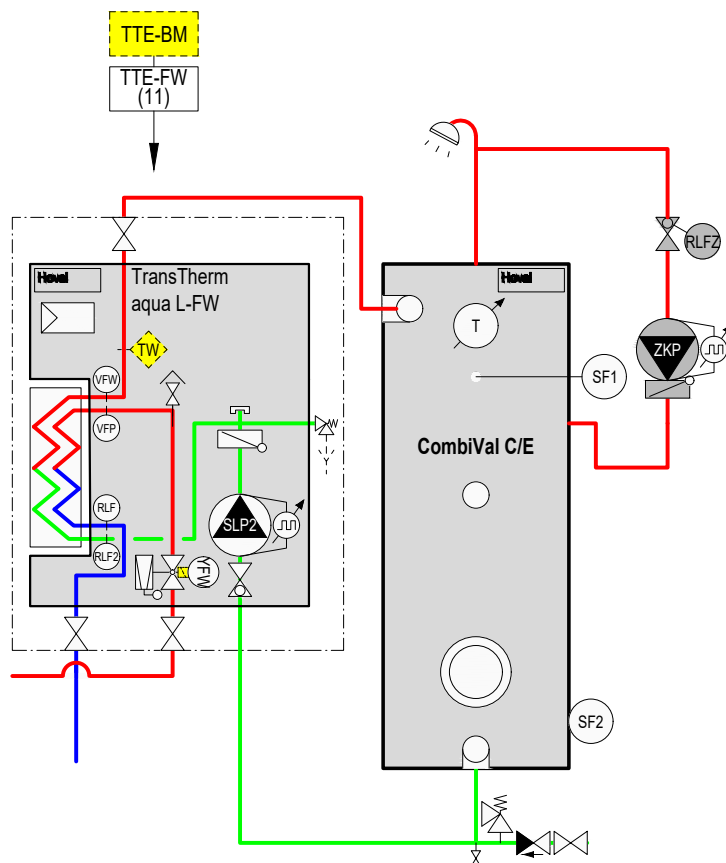 TTE-BM
TTE-FW
(11)
Hoval
TransTherm
aqua L-FW
TW
VFW
VFP
RLF
RLF2
YFW
SLP2
Hoval
T
SF1
CombiVal C/E
SF2
RLFZ
ZKP